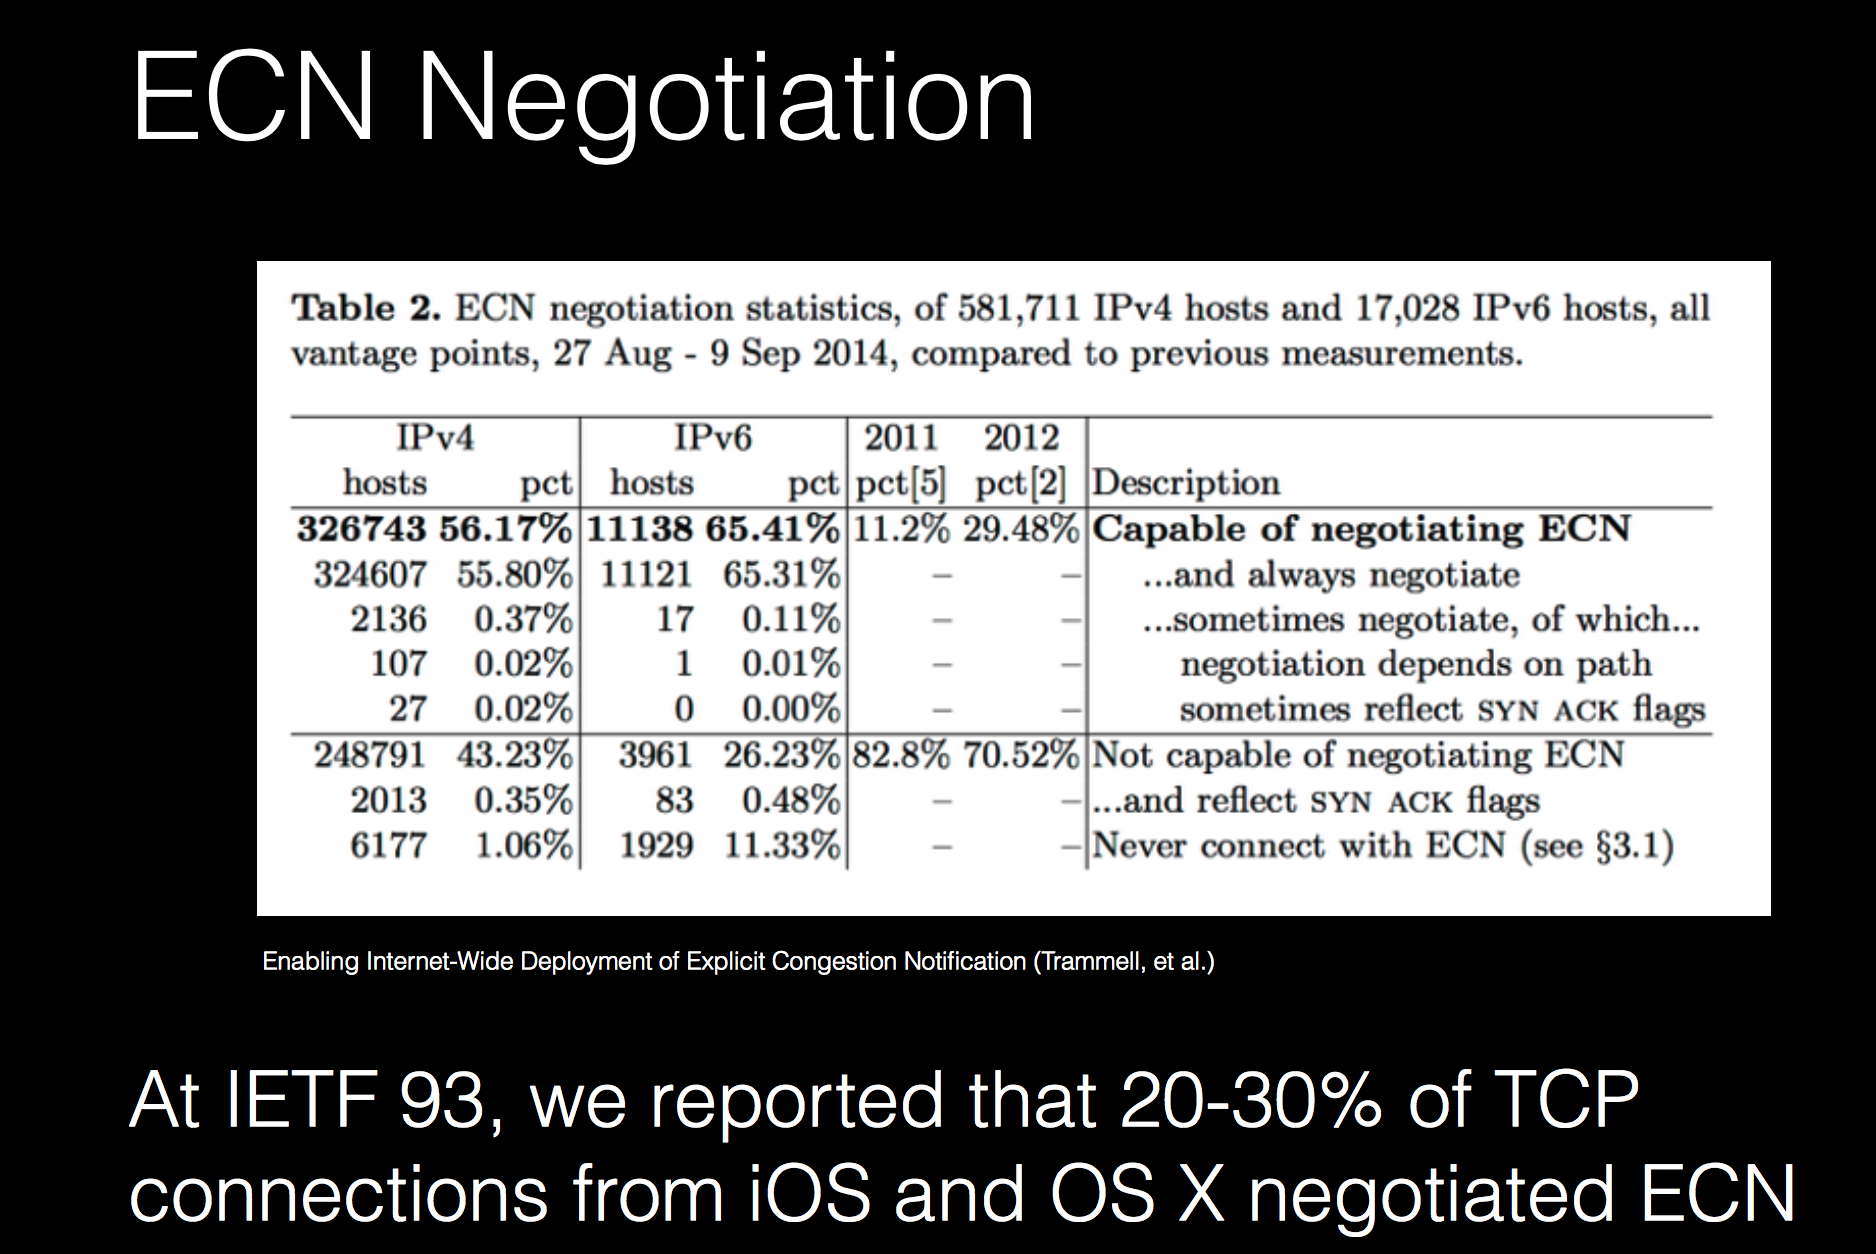 ECN Negotiation
Table 2. ECN negotiation statistics, of 581,711 IPv4 hosts and 17,028 IPv6 hosts, all
vantage points, 27 Aug - 9 Sep 2014, compared to previous measurements.
IPv4 IPv6 2011 2012
hosts pct hosts pct pct[5] pct[2] Description
326743 56.17% 11138 65.41% 11.2% 29.48% Capable of negotiating ECN
324607 55.80% 11121 65.31% – – ...and always negotiate
2136 0.37% 17 0.11% – – ...sometimes negotiate, of which...
107 0.02% 1 0.01% – – negotiation depends on path
27 0.02% 0 0.00% – – sometimes reflect SYN ACK flags
248791 43.23% 3961 26.23% 82.8% 70.52% Not capable of negotiating ECN
2013 0.35% 83 0.48% – – ...and reflect SYN ACK flags
6177 1.06% 1929 11.33% – – Never connect with ECN (see §3.1)
Enabling Internet-Wide Deployment of Explicit Congestion Notification (Trammell, et al.)
At IETF 93, we reported that 20-30% of TCP
connections from iOS and OS X negotiated ECN